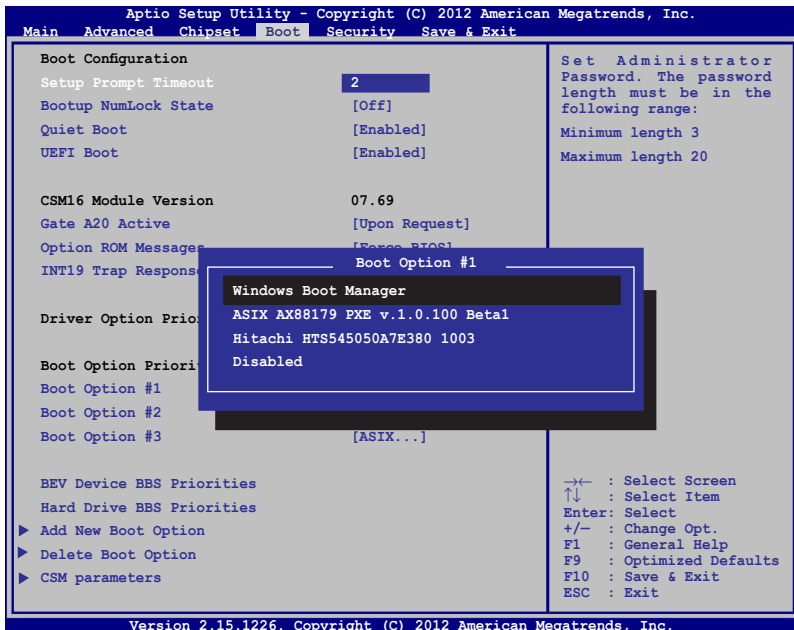 Aptio Setup Utility - Copyright (C) 2012 American Megatrends, Inc.
Main Advanced Chipset Boot Security Save & Exit
Boot Configuration
Setup Prompt Timeout 2
Bootup NumLock State [Off]
Quiet Boot [Enabled]
UEFI Boot [Enabled]
CSM16 Module Version 07.69
Gate A20 Active [Upon Request]
Option ROM Messages [Force BIOS]
INT19 Trap Response
Driver Option Prio
Boot Option Priori
Boot Option #1
Boot Option #2
Boot Option #3 [ASIX...]
BEV Device BBS Priorities
Hard Drive BBS Priorities
Add New Boot Option
Delete Boot Option
CSM parameters
Boot Option #1
Windows Boot Manager
ASIX AX88179 PXE v.1.0.100 Beta1
Hitachi HTS545050A7E380 1003
Disabled
Set Administrator
Password. The password
length must be in the
following range:
Minimum length 3
Maximum length 20
→← : Select Screen
↑↓ : Select Item
Enter: Select
+/— : Change Opt.
F1 : General Help
F9 : Optimized Defaults
F10 : Save & Exit
ESC : Exit
Version 2.15.1226. Copyright (C) 2012 American Megatrends, Inc.